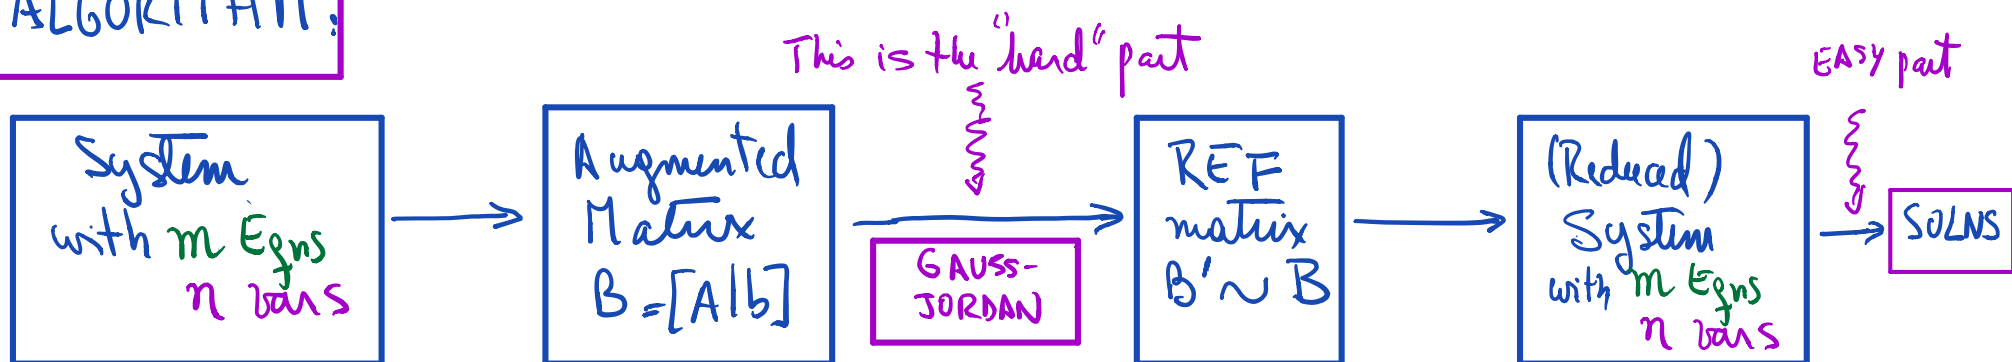 ALGORITHM:
This is the "hard" part
EASY part
System
with m Eqns
n vars
Augmented
Matrix
B = [A|b]
GAUSS-
JORDAN
REF
matrix
B' ~ B
(Reduced)
System
with m Eqns
n vars
SOLNS